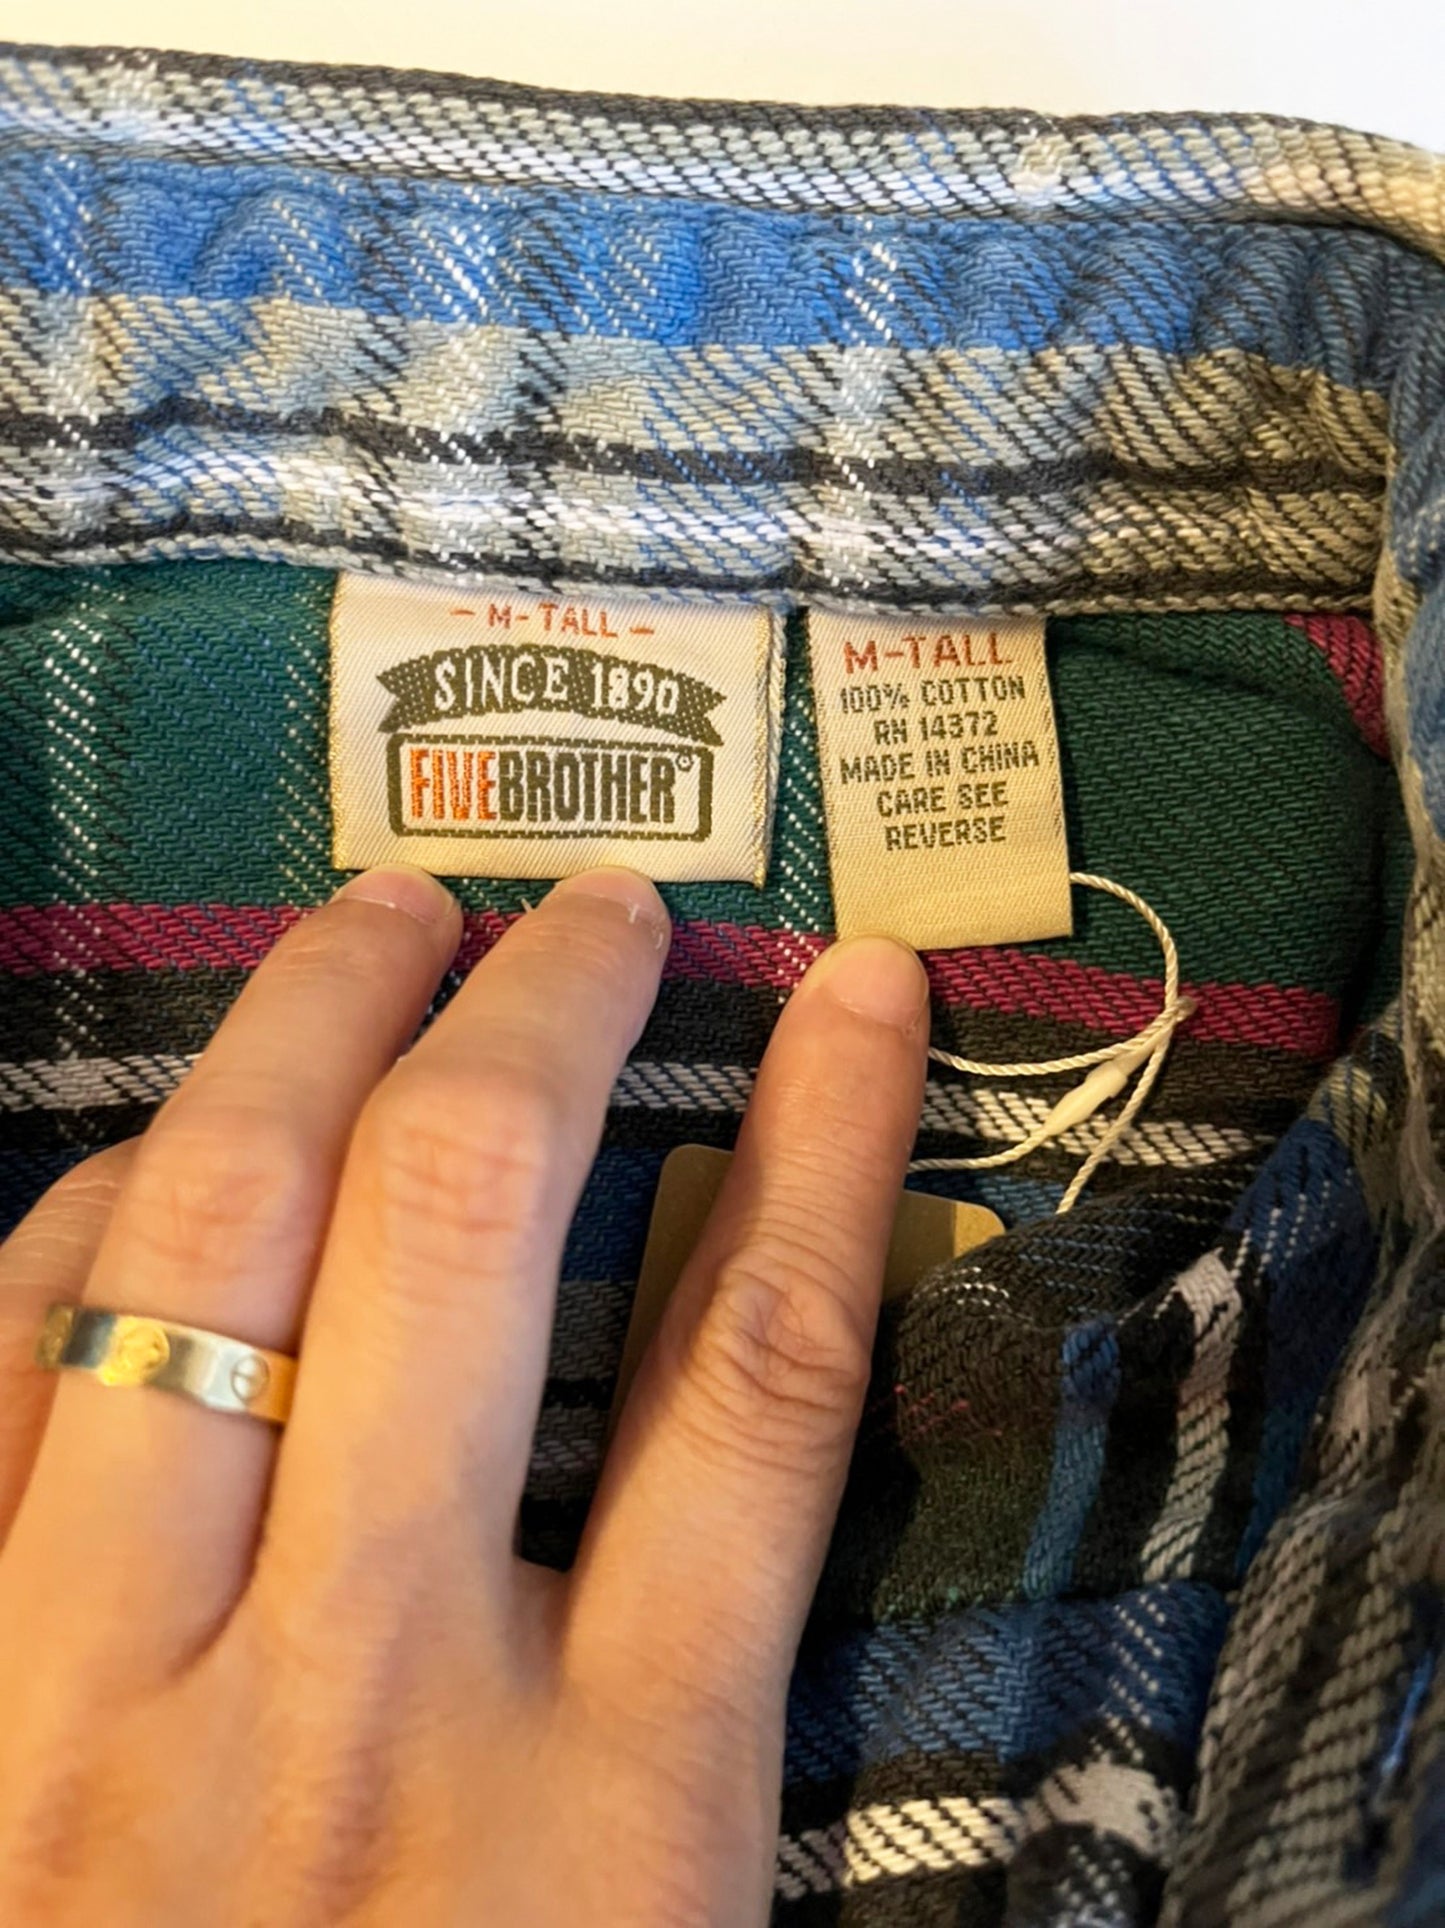 - M-TALL -
SINCE 1890
FIVEBROTHER®
M-TALL
100% COTTON
RN 14372
MADE IN CHINA
CARE SEE
REVERSE